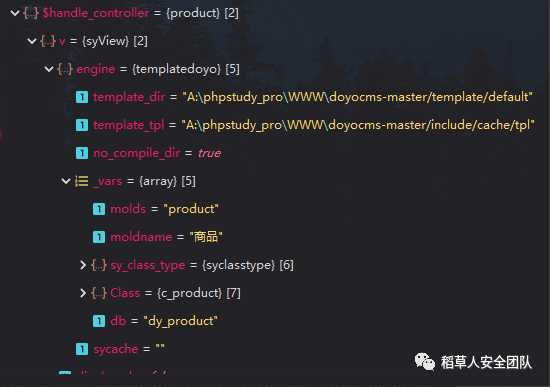 $handle_controller = {product} [2]
v = {syView} [2]
engine = {templatedoyo} [5]
template_dir = "A:\phpstudy_pro\WWW\doyocms-master/template/default"
template_tpl = "A:\phpstudy_pro\WWW\doyocms-master/include/cache/tpl"
no_compile_dir = true
_vars = {array} [5]
molds = "product"
moldname = "商品"
sy_class_type = {syclasstype} [6]
Class = {c_product} [7]
db = "dy_product"
sycache = ""
稻草人安全团队